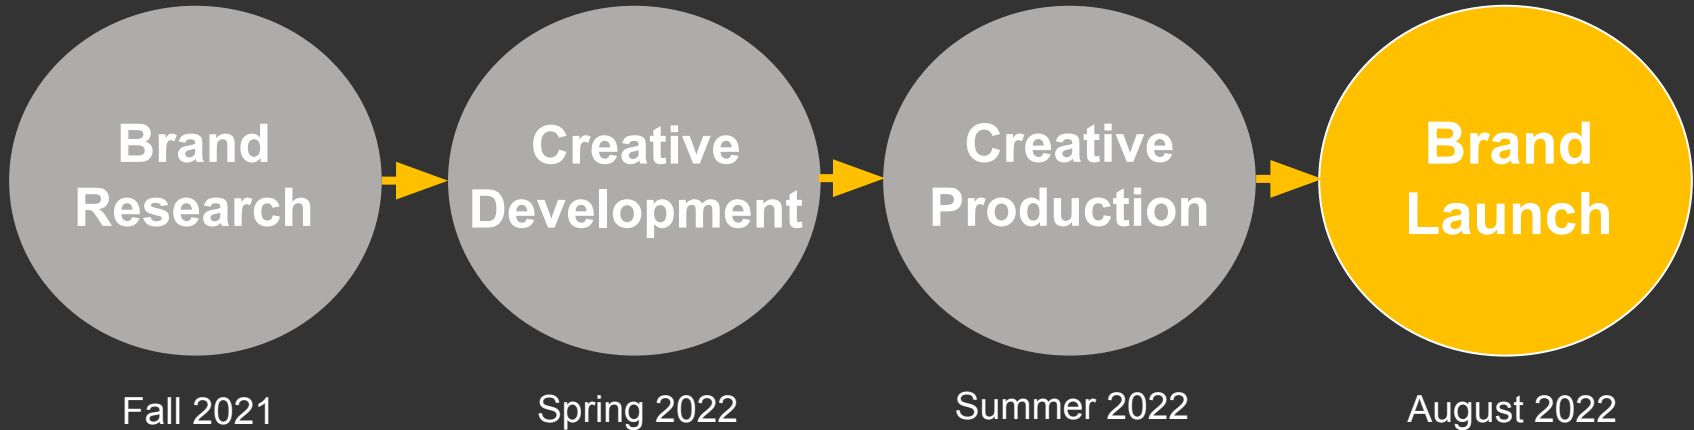 Brand
Research
Creative
Development
Creative
Production
Brand
Launch
Fall 2021
Spring 2022
Summer 2022
August 2022